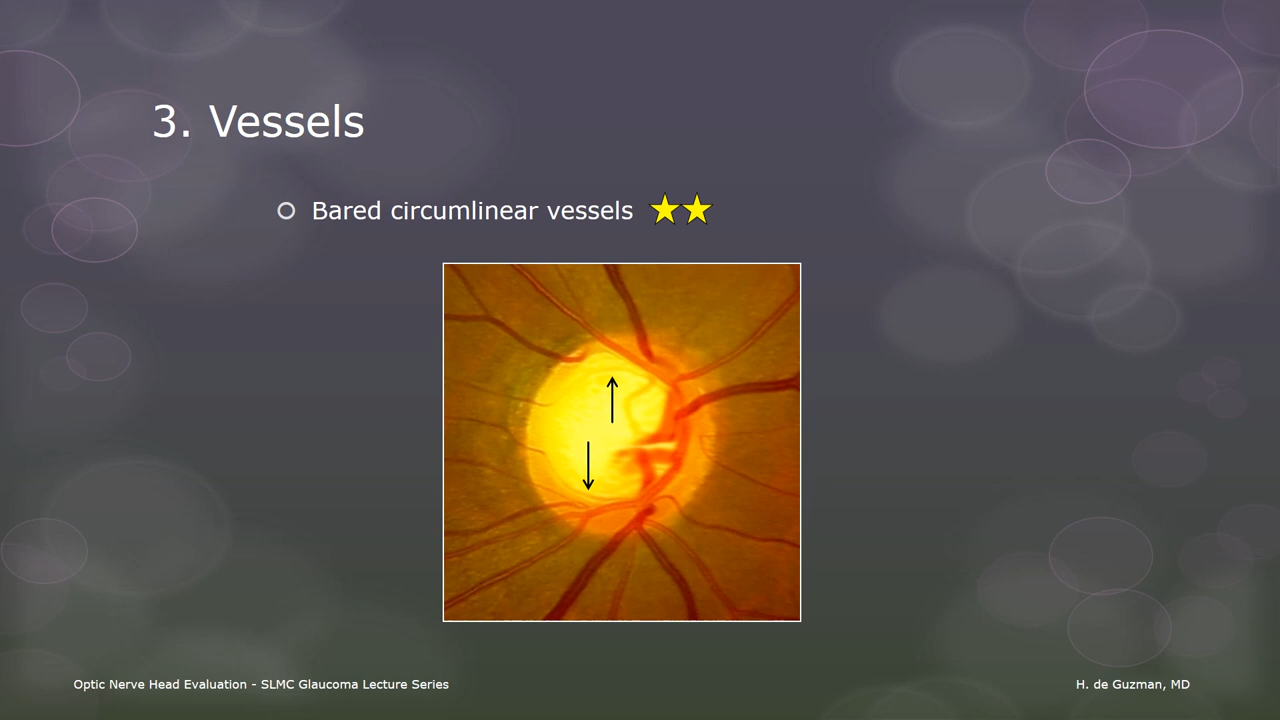 3. Vessels
Bared circumlinear vessels
Optic Nerve Head Evaluation - SLMC Glaucoma Lecture Series
H. de Guzman, MD